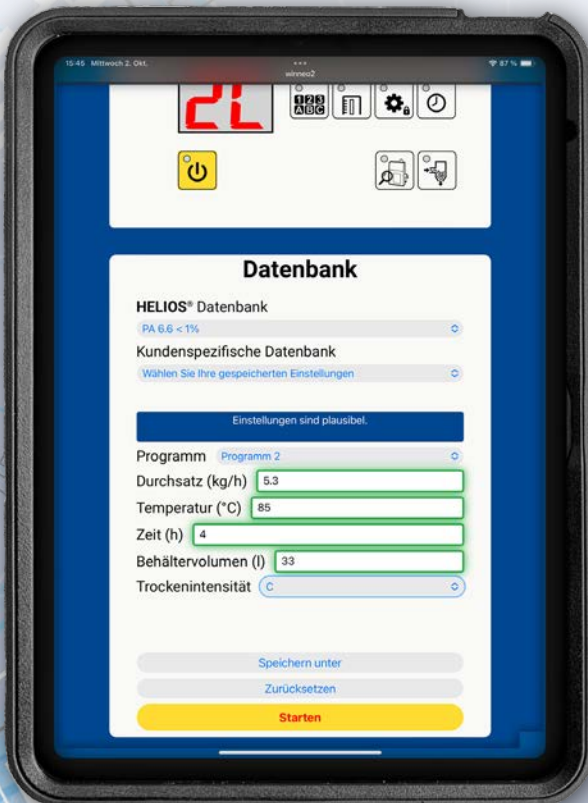 15:45 Mittwoch 2. Okt.
winneo2
87 %
2L
123
ABC
Datenbank
HELIOS® Datenbank
PA 6.6 < 1%
Kundenspezifische Datenbank
Wählen Sie Ihre gespeicherten Einstellungen
Einstellungen sind plausibel.
Programm Programm 2
Durchsatz (kg/h) 5.3
Temperatur (°C) 85
Zeit (h) 4
Behältervolumen (l) 33
Trockenintensität C
Speichern unter
Zurücksetzen
Starten